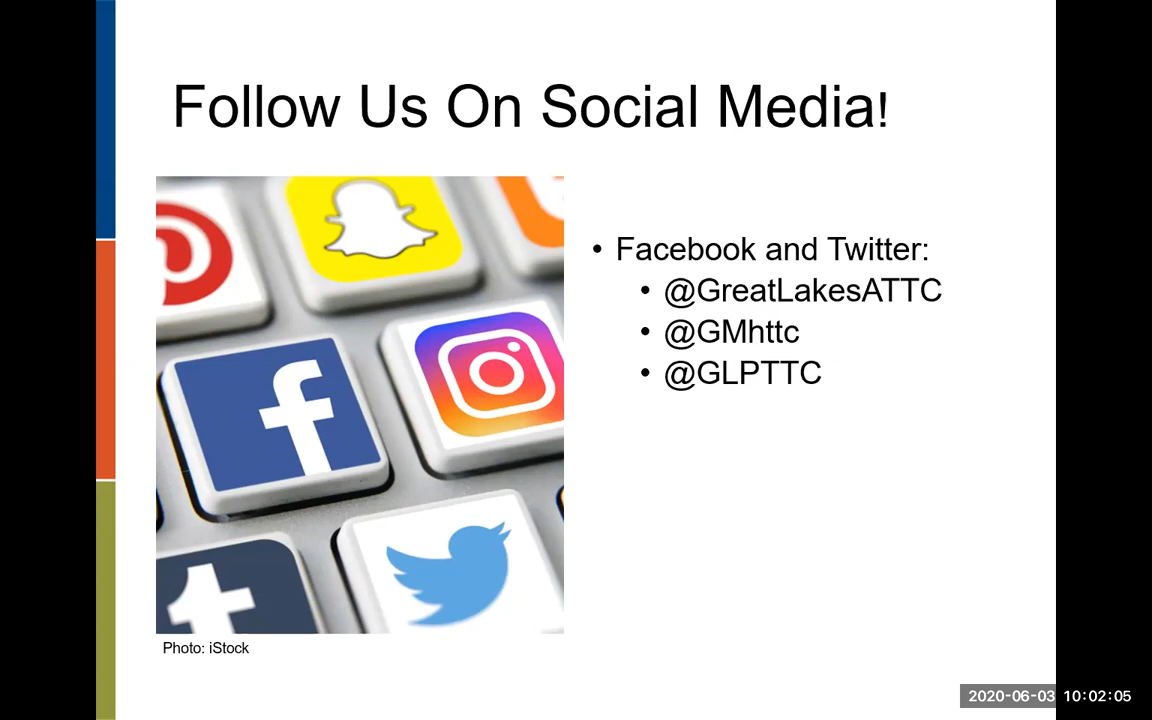 Follow Us On Social Media!
• Facebook and Twitter:
• @GreatLakesATTC
• @GMhttc
• @GLPTTC
Photo: iStock
2020-06-03 10:02:05